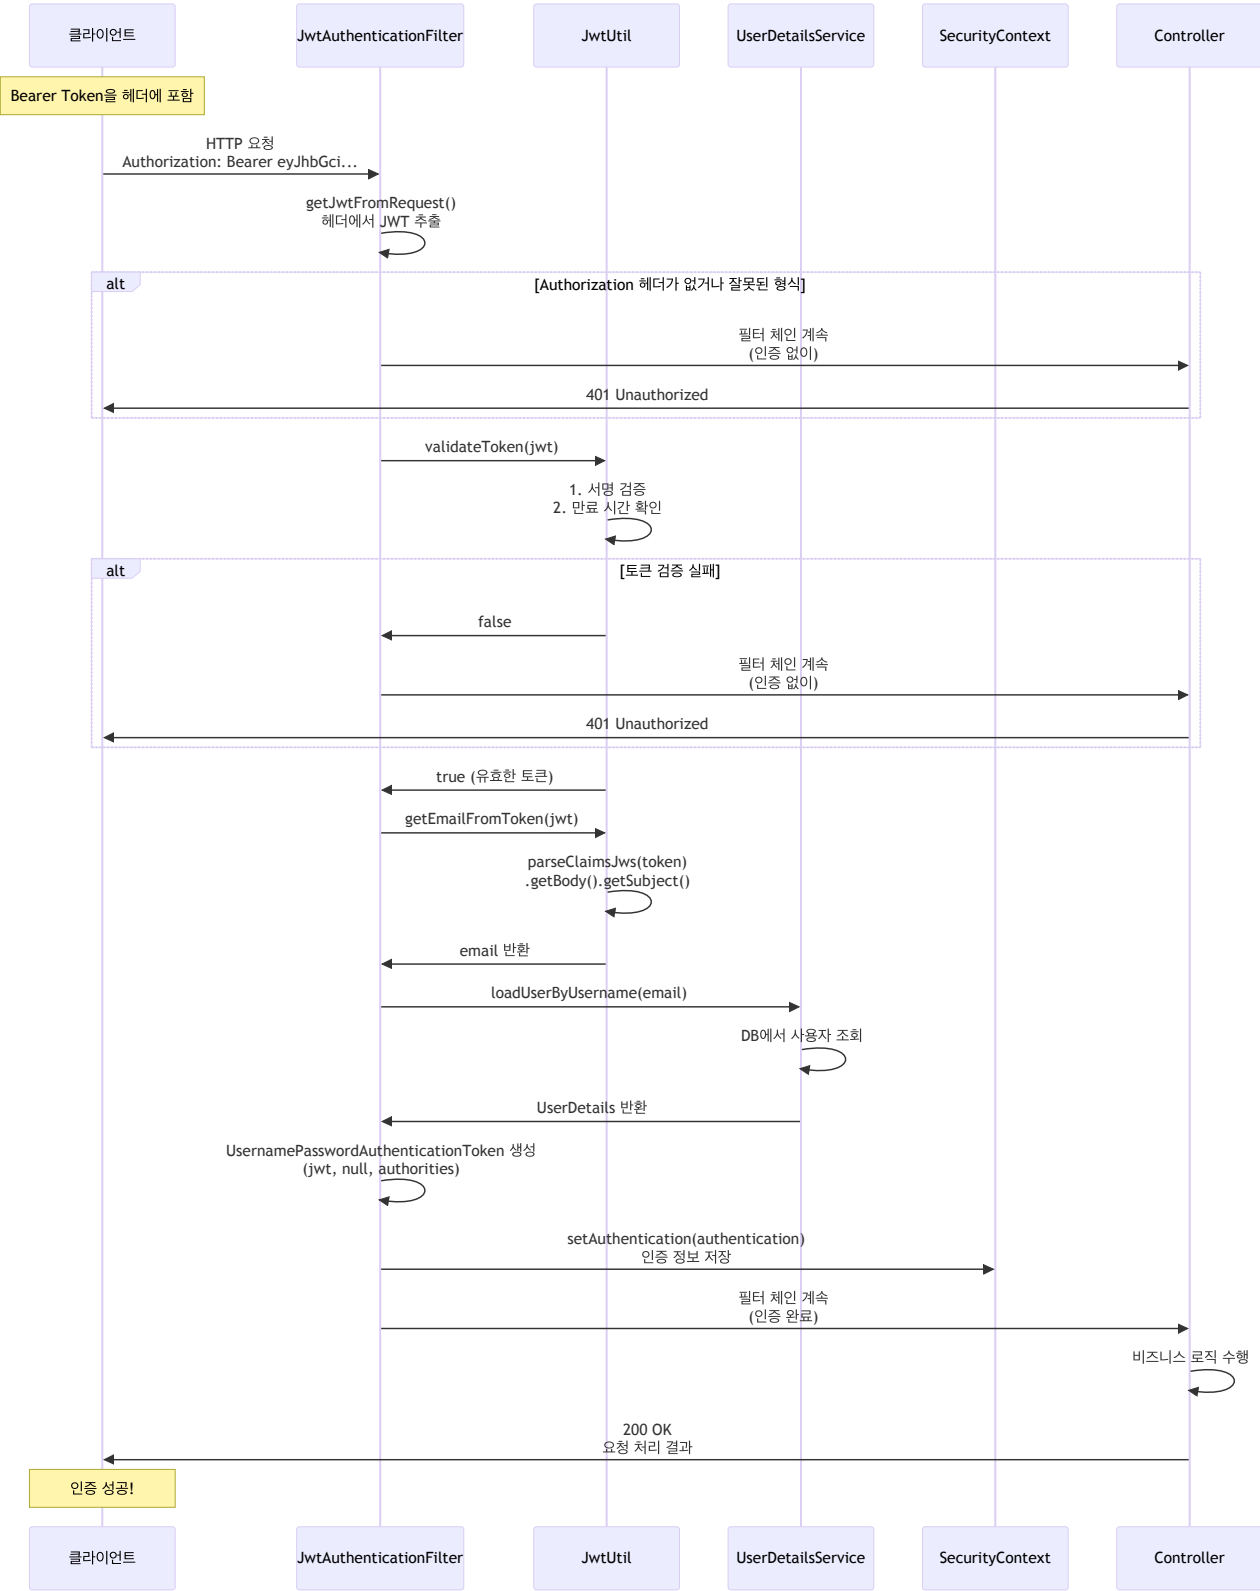 클라이언트
JwtAuthenticationFilter
JwtUtil
UserDetailsService
SecurityContext
Controller
Bearer Token을 헤더에 포함
HTTP 요청
Authorization: Bearer eyJhbGci...
getJwtFromRequest()
헤더에서 JWT 추출
alt
[Authorization 헤더가 없거나 잘못된 형식]
필터 체인 계속
(인증 없이)
401 Unauthorized
validateToken(jwt)
1. 서명 검증
2. 만료 시간 확인
alt
[토큰 검증 실패]
false
필터 체인 계속
(인증 없이)
401 Unauthorized
true (유효한 토큰)
getEmailFromToken(jwt)
parseClaimsJws(token)
.getBody().getSubject()
email 반환
loadUserByUsername(email)
DB에서 사용자 조회
UserDetails 반환
UsernamePasswordAuthenticationToken 생성
(jwt, null, authorities)
setAuthentication(authentication)
인증 정보 저장
필터 체인 계속
(인증 완료)
비즈니스 로직 수행
200 OK
요청 처리 결과
인증 성공!
클라이언트
JwtAuthenticationFilter
JwtUtil
UserDetailsService
SecurityContext
Controller